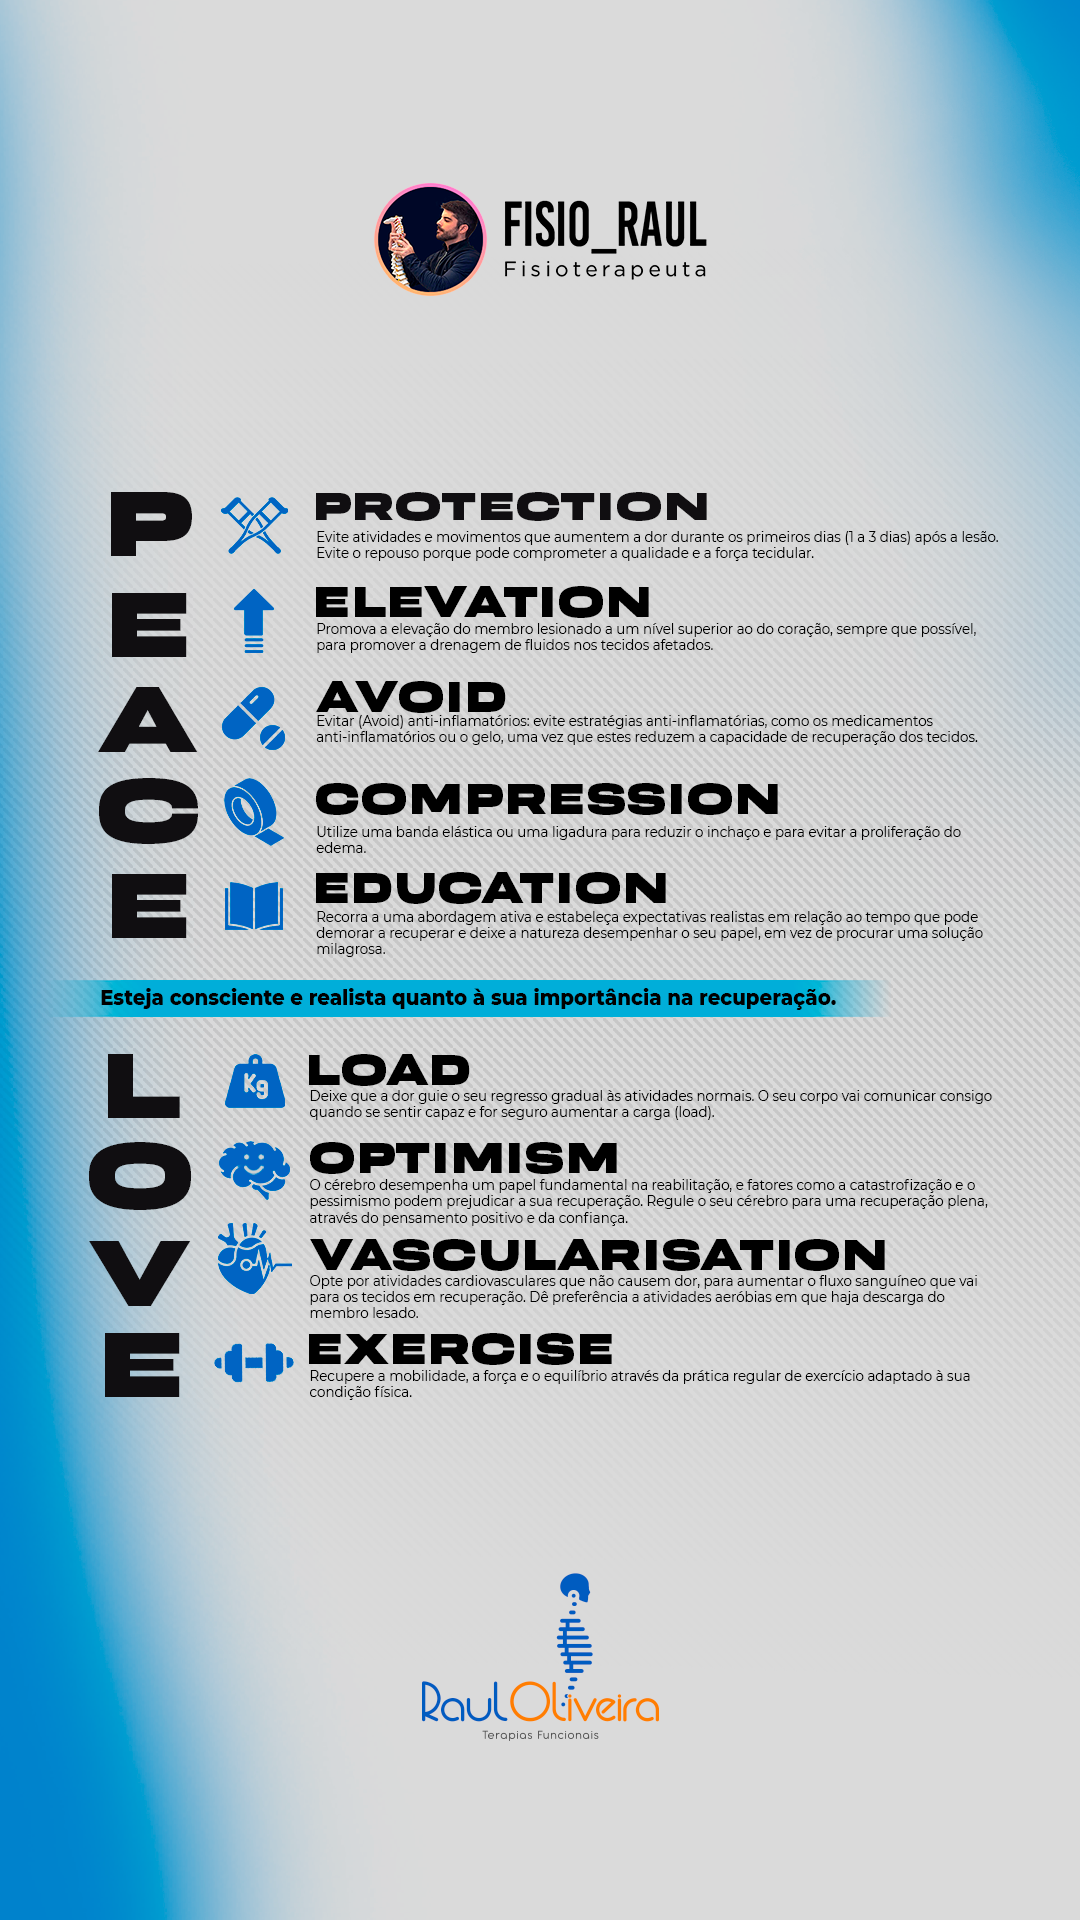 FISIO_RAUL
Fisioterapeuta
P
PROTECTION
Evite atividades e movimentos que aumentem a dor durante os primeiros dias (1 a 3 dias) após a lesão.
Evite o repouso porque pode comprometer a qualidade e a força tecidular.
E
ELEVATION
Promova a elevação do membro lesionado a um nível superior ao do coração, sempre que possível,
para promover a drenagem de fluidos nos tecidos afetados.
A
AVOID
Evitar (Avoid) anti-inflamatórios: evite estratégias anti-inflamatórias, como os medicamentos
anti-inflamatórios ou o gelo, uma vez que estes reduzem a capacidade de recuperação dos tecidos.
C
COMPRESSION
Utilize uma banda elástica ou uma ligadura para reduzir o inchaço e para evitar a proliferação do
edema.
E
EDUCATION
Recorra a uma abordagem ativa e estabeleça expectativas realistas em relação ao tempo que pode
demorar a recuperar e deixe a natureza desempenhar o seu papel, em vez de procurar uma solução
milagrosa.
Esteja consciente e realista quanto à sua importância na recuperação.
L
Kg
LOAD
Deixe que a dor guie o seu regresso gradual às atividades normais. O seu corpo vai comunicar consigo
quando se sentir capaz e for seguro aumentar a carga (load).
O
OPTIMISM
O cérebro desempenha um papel fundamental na reabilitação, e fatores como a catastrofização e o
pessimismo podem prejudicar a sua recuperação. Regule o seu cérebro para uma recuperação plena,
através do pensamento positivo e da confiança.
V
VASCULARISATION
Opte por atividades cardiovasculares que não causem dor, para aumentar o fluxo sanguíneo que vai
para os tecidos em recuperação. Dê preferência a atividades aeróbias em que haja descarga do
membro lesado.
E
EXERCISE
Recupere a mobilidade, a força e o equilíbrio através da prática regular de exercício adaptado à sua
condição física.
Raul Oliveira
Terapias Funcionais